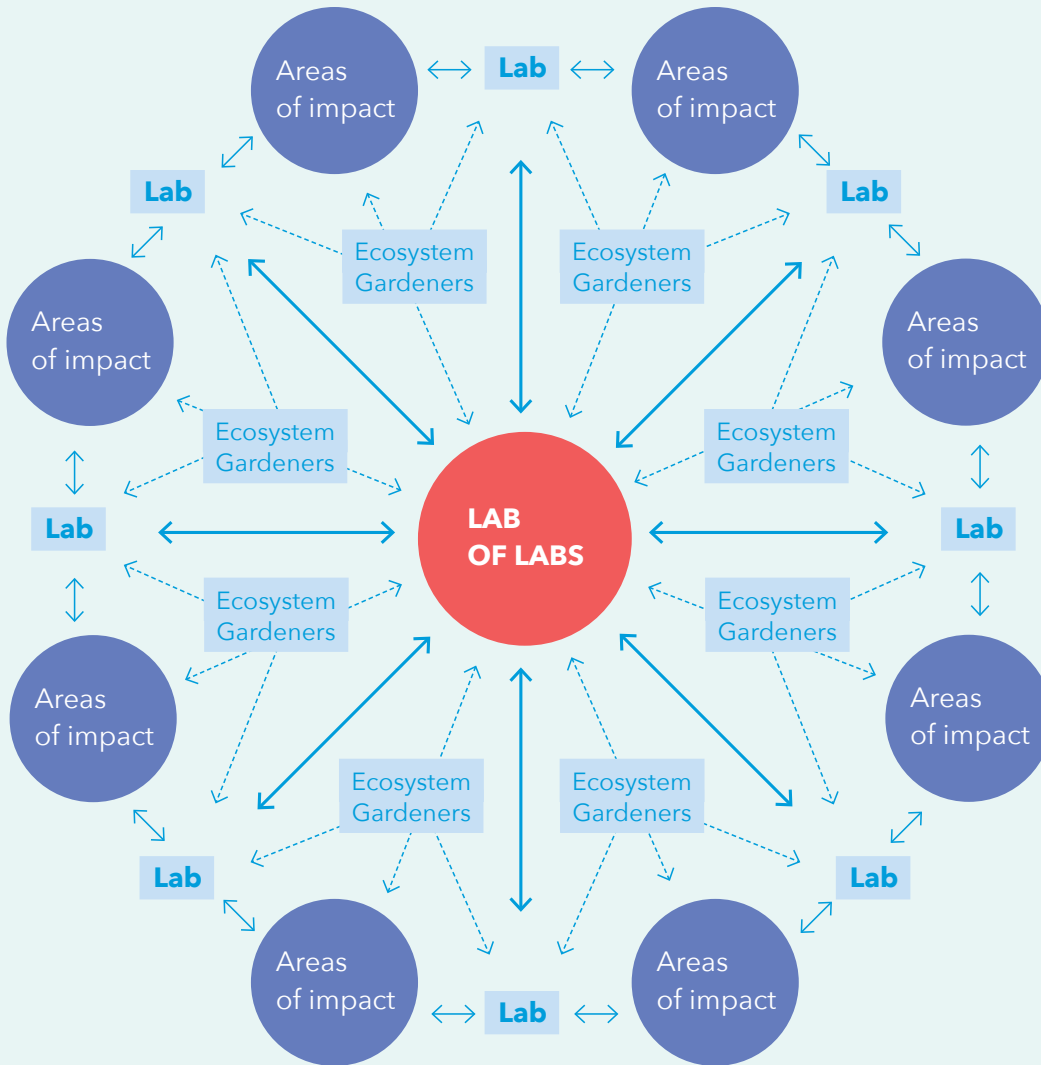 Areas
of impact
Lab
Areas
of impact
Lab
Lab
Ecosystem
Gardeners
Ecosystem
Gardeners
Areas
of impact
Areas
of impact
Ecosystem
Gardeners
Ecosystem
Gardeners
Lab
LAB
OF LABS
Lab
Ecosystem
Gardeners
Ecosystem
Gardeners
Areas
of impact
Areas
of impact
Ecosystem
Gardeners
Ecosystem
Gardeners
Lab
Lab
Areas
of impact
Lab
Areas
of impact